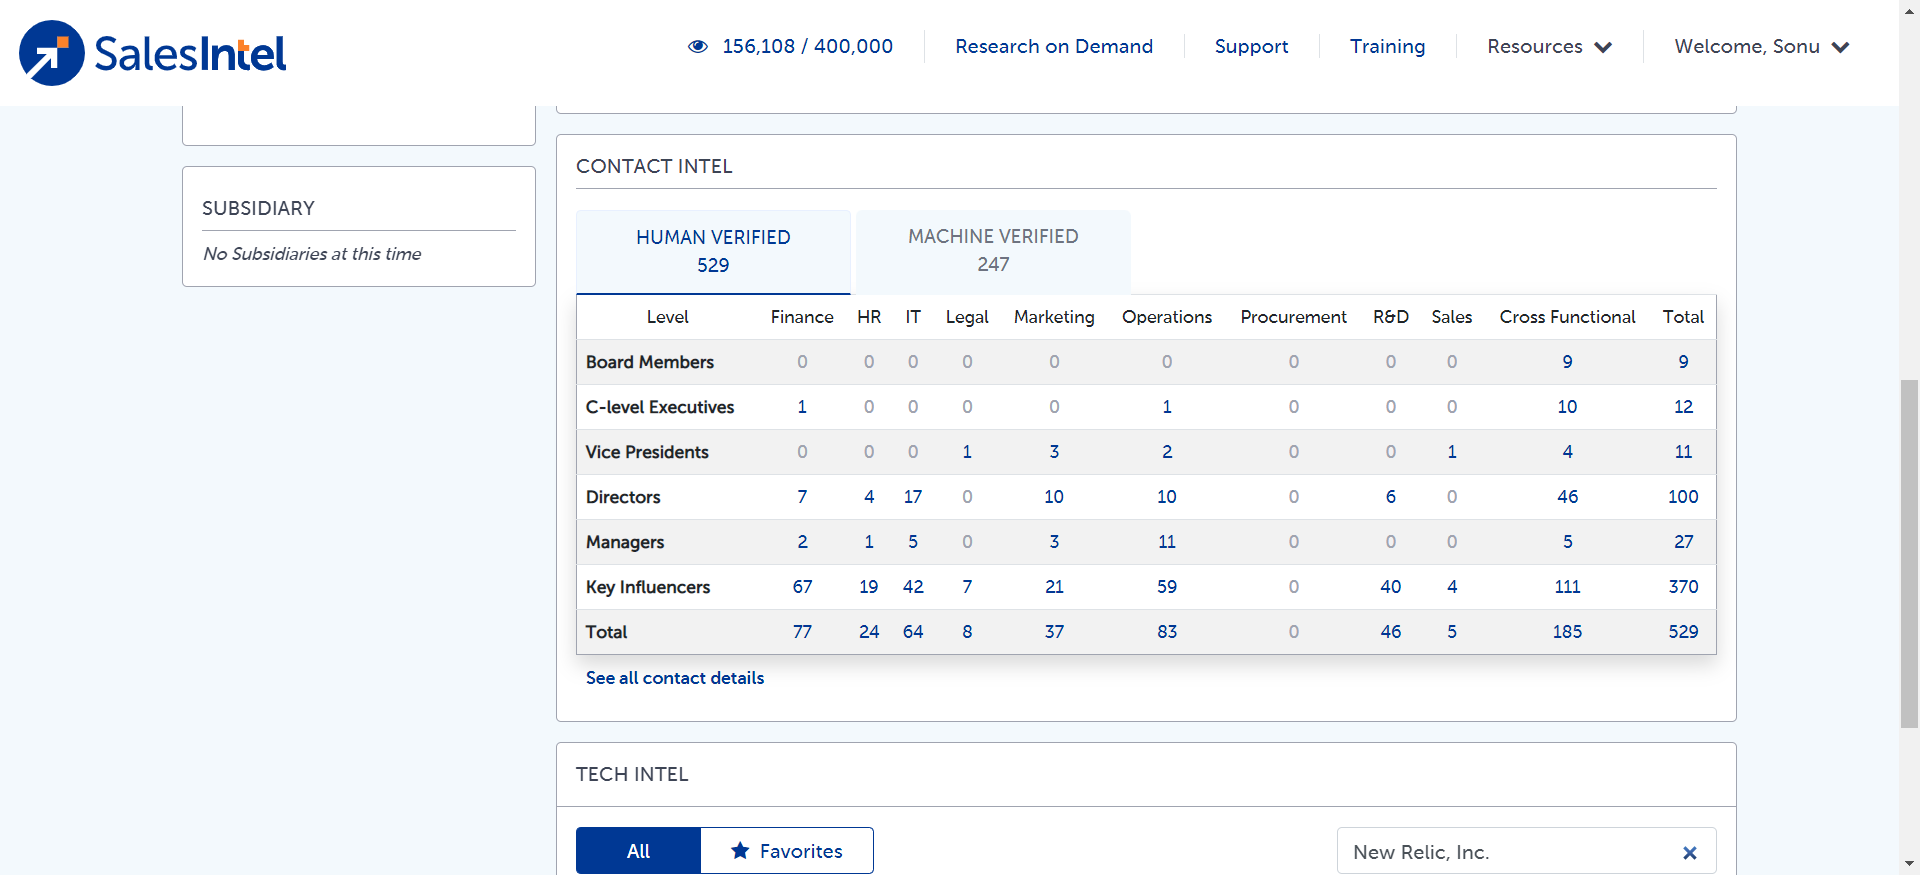 SalesIntel
156,108 / 400,000
Research on Demand
Support
Training
Resources
Welcome, Sonu
SUBSIDIARY
No Subsidiaries at this time
CONTACT INTEL
HUMAN VERIFIED
529
MACHINE VERIFIED
247
Level Finance HR IT Legal Marketing Operations Procurement R&D Sales Cross Functional Total
Board Members 0 0 0 0 0 0 0 0 0 9 9
C-level Executives 1 0 0 0 0 1 0 0 0 10 12
Vice Presidents 0 0 0 1 3 2 0 0 1 4 11
Directors 7 4 17 0 10 10 0 6 0 46 100
Managers 2 1 5 0 3 11 0 0 0 5 27
Key Influencers 67 19 42 7 21 59 0 40 4 111 370
Total 77 24 64 8 37 83 0 46 5 185 529
See all contact details
TECH INTEL
All
Favorites
New Relic, Inc.